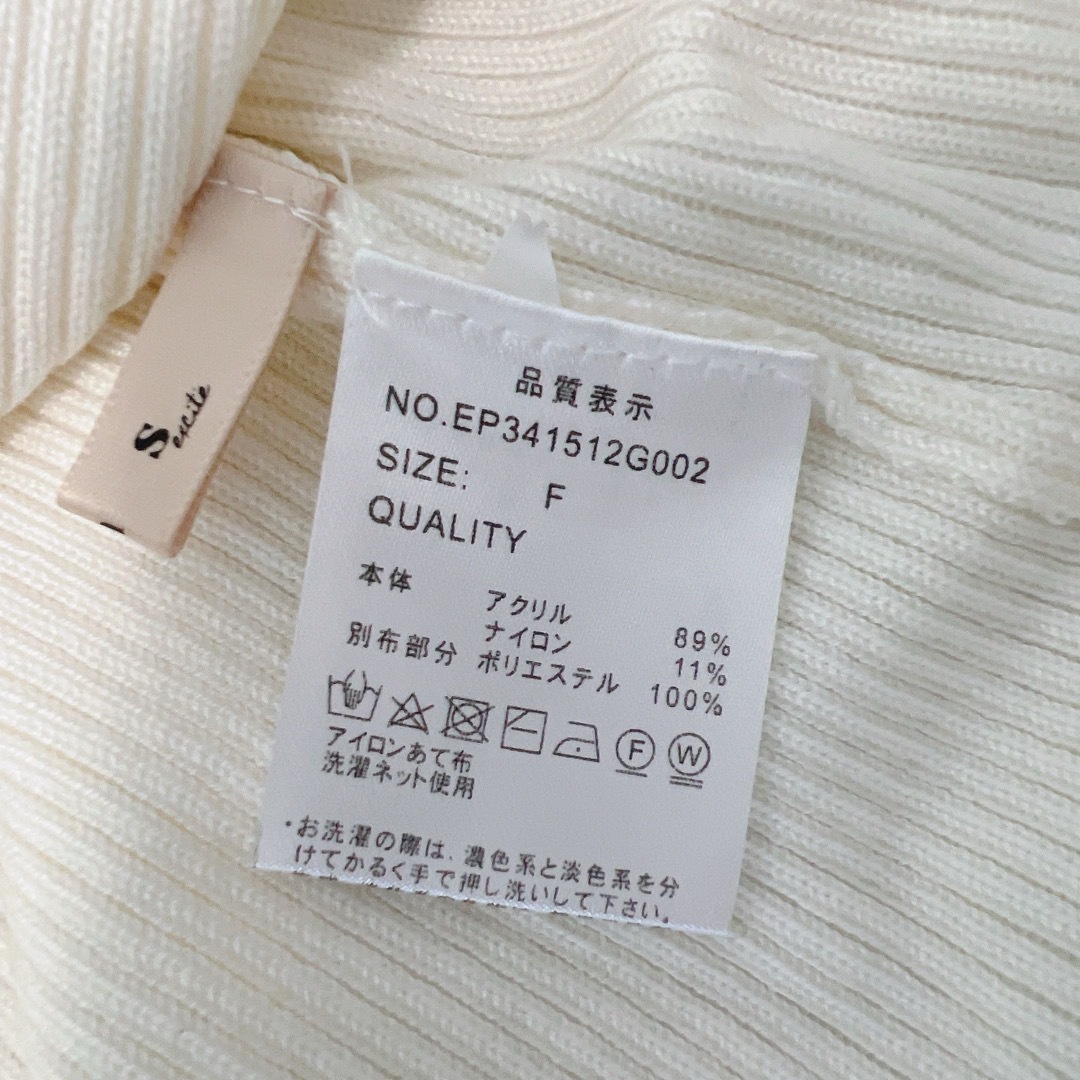 S excite
品質表示
NO.EP341512G002
SIZE: F
QUALITY
本体 アクリル 89%
ナイロン 11%
別布部分 ポリエステル 100%
F W
アイロンあて布
洗濯ネット使用
・お洗濯の際は、濃色系と淡色系を分
けてかるく手で押し洗いして下さい。